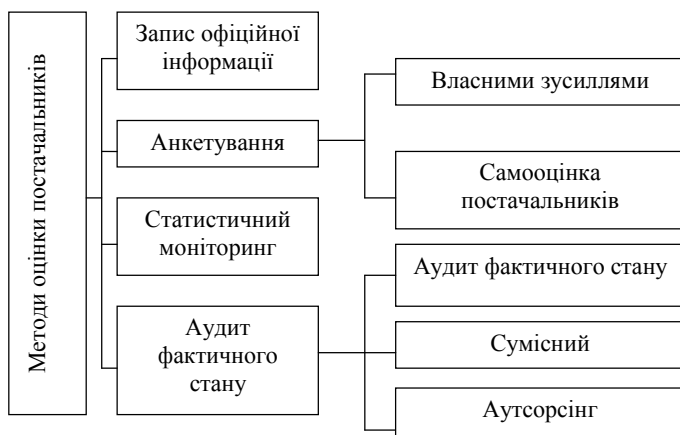 Методи оцінки постачальників
Запис офіційної
інформації
Анкетування
Статистичний
моніторинг
Аудит
фактичного
стану
Власними зусиллями
Самооцінка
постачальників
Аудит фактичного стану
Сумісний
Аутсорсінг